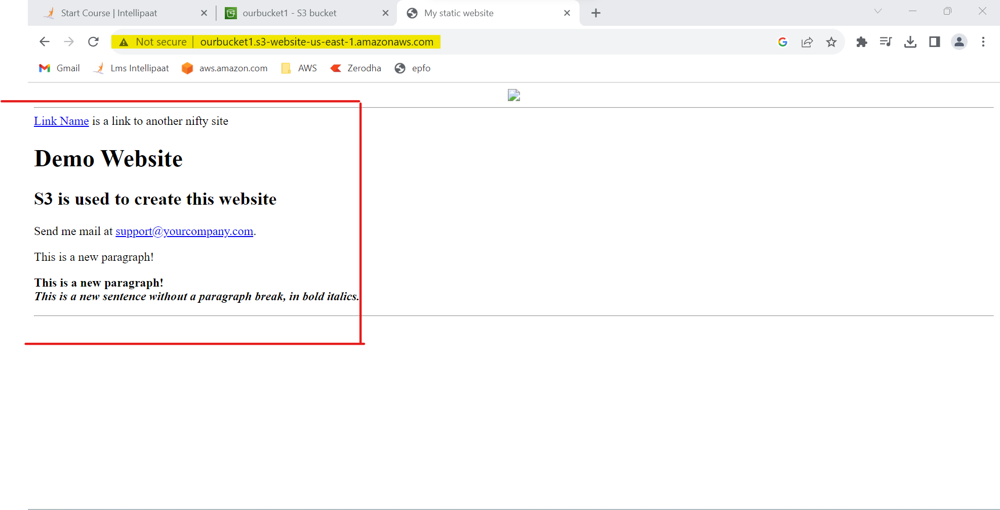 Start Course | Intellipaat
ourbucket1 - S3 bucket
My static website
Not secure | ourbucket1.s3-website-us-east-1.amazonaws.com
Gmail
Lms Intellipaat
aws.amazon.com
AWS
Zerodha
epfo
Link Name is a link to another nifty site
Demo Website
S3 is used to create this website
Send me mail at support@yourcompany.com.
This is a new paragraph!
This is a new paragraph!
This is a new sentence without a paragraph break, in bold italics.